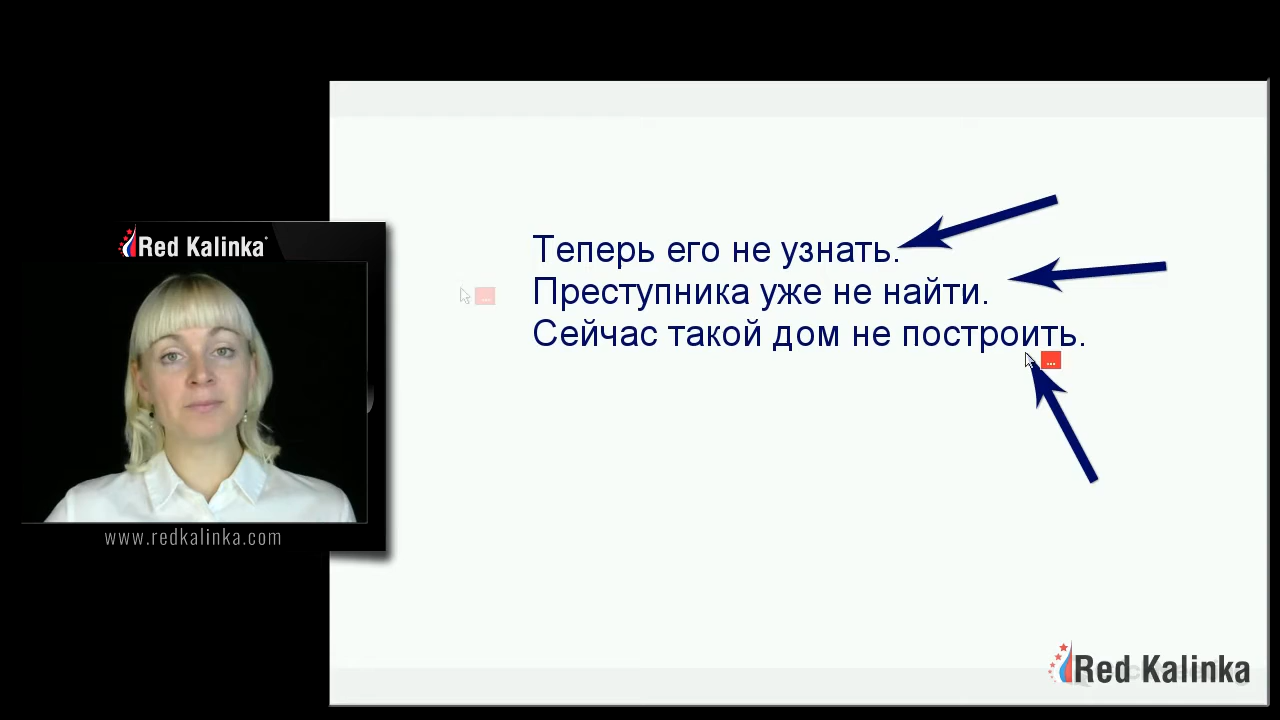 Red Kalinka
Теперь его не узнать.
Преступника уже не найти.
Сейчас такой дом не построить.
...
...
www.redkalinka.com
Red Kalinka